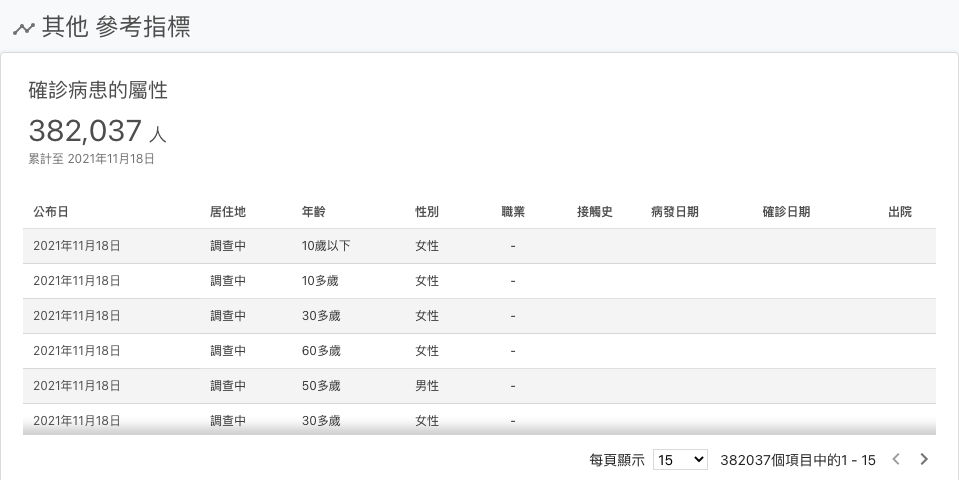 其他 參考指標
確診病患的屬性
382,037 人
累計至 2021年11月18日
公布日 居住地 年齡 性別 職業 接觸史 病發日期 確診日期 出院
2021年11月18日 調查中 10歲以下 女性 -
2021年11月18日 調查中 10多歲 女性 -
2021年11月18日 調查中 30多歲 女性 -
2021年11月18日 調查中 60多歲 女性 -
2021年11月18日 調查中 50多歲 男性 -
2021年11月18日 調查中 30多歲 女性 -
每頁顯示 15 382037個項目中的1 - 15